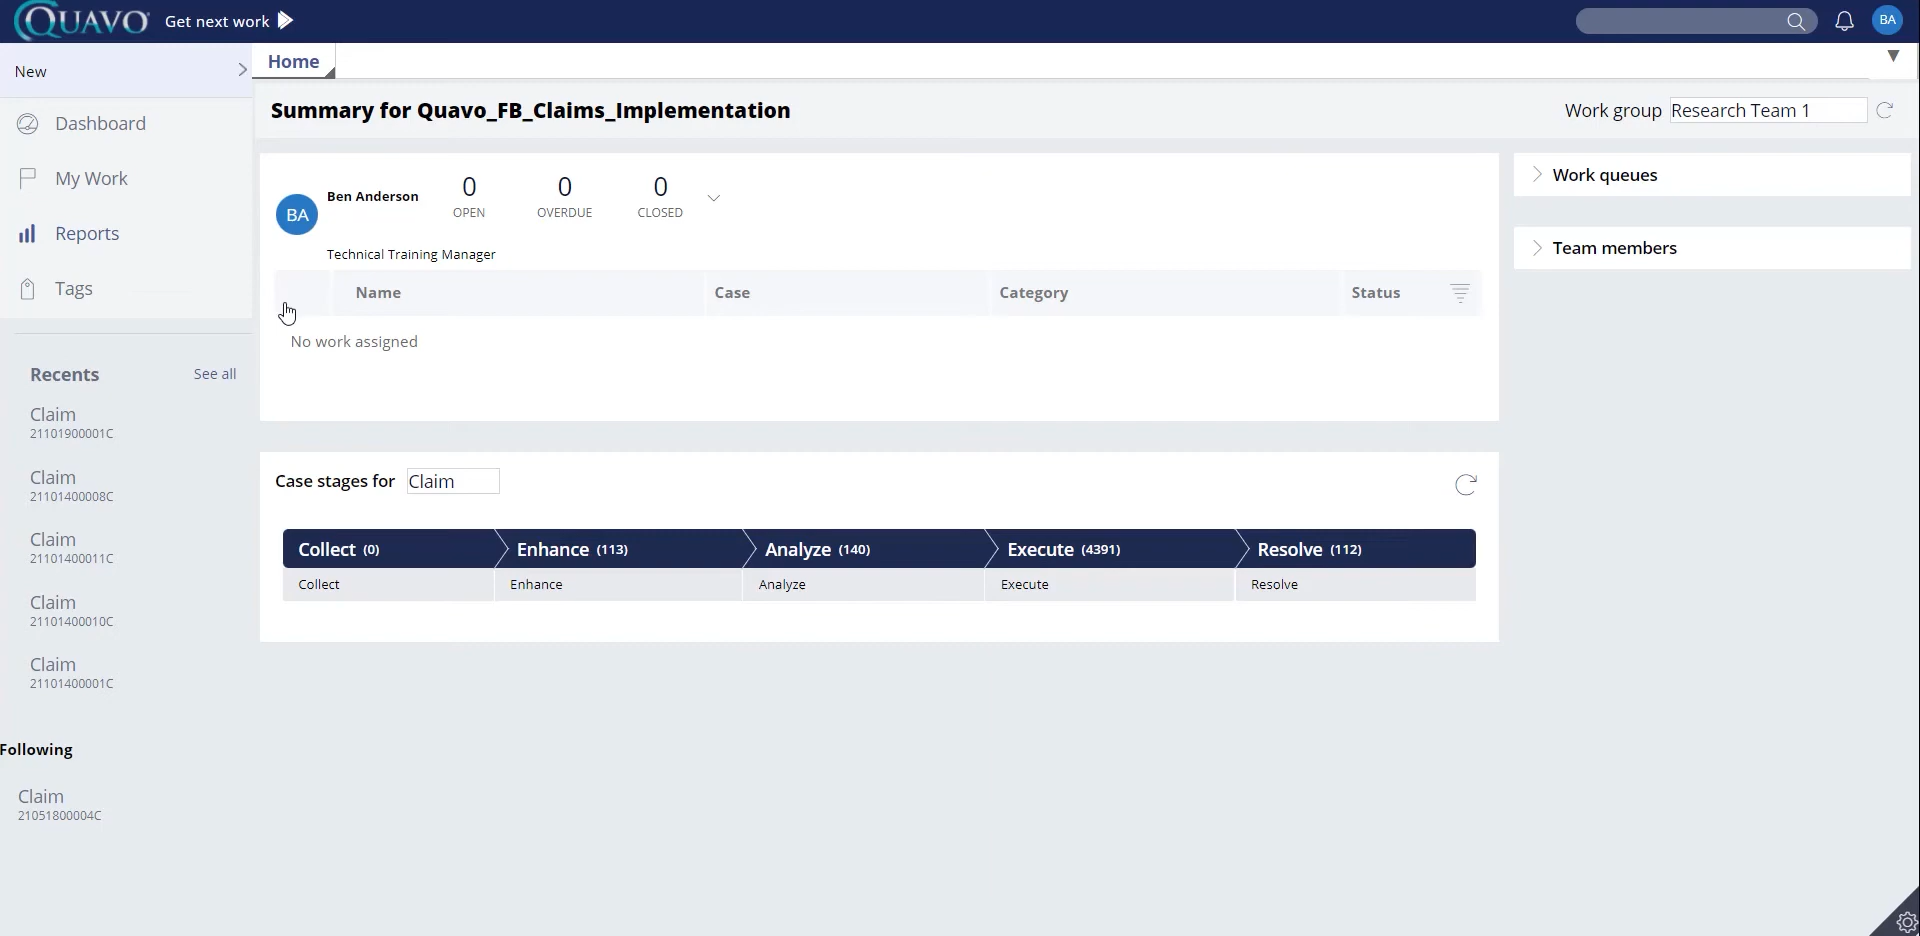 QUAVO Get next work
BA
New
Home
Dashboard
My Work
Reports
Tags
Recents See all
Claim
21101900001C
Claim
21101400008C
Claim
21101400011C
Claim
21101400010C
Claim
21101400001C
Following
Claim
21051800004C
Summary for Quavo_FB_Claims_Implementation
Work group Research Team 1
BA
Ben Anderson
Technical Training Manager
0 0 0
OPEN OVERDUE CLOSED
Name Case Category Status
No work assigned
Work queues
Team members
Case stages for Claim
Collect (0) Enhance (113) Analyze (140) Execute (4391) Resolve (112)
Collect Enhance Analyze Execute Resolve